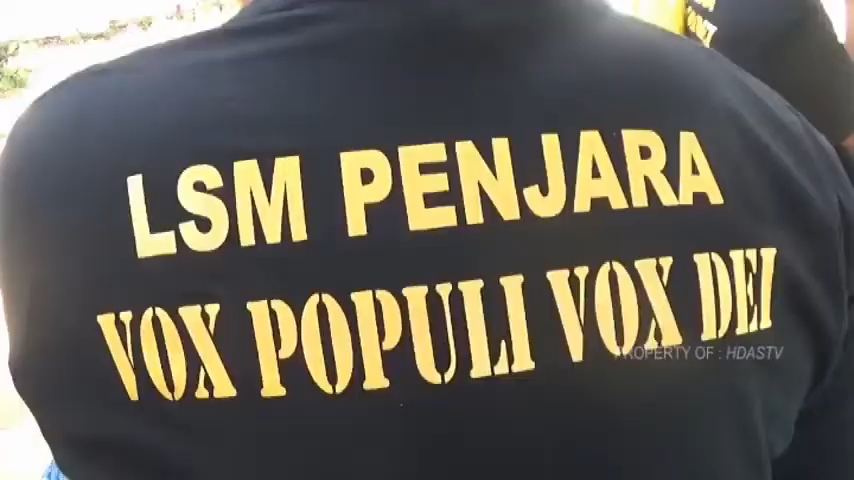 LSM PENJARA
VOX POPULI VOX DEI
PROPERTY OF : HDASTV